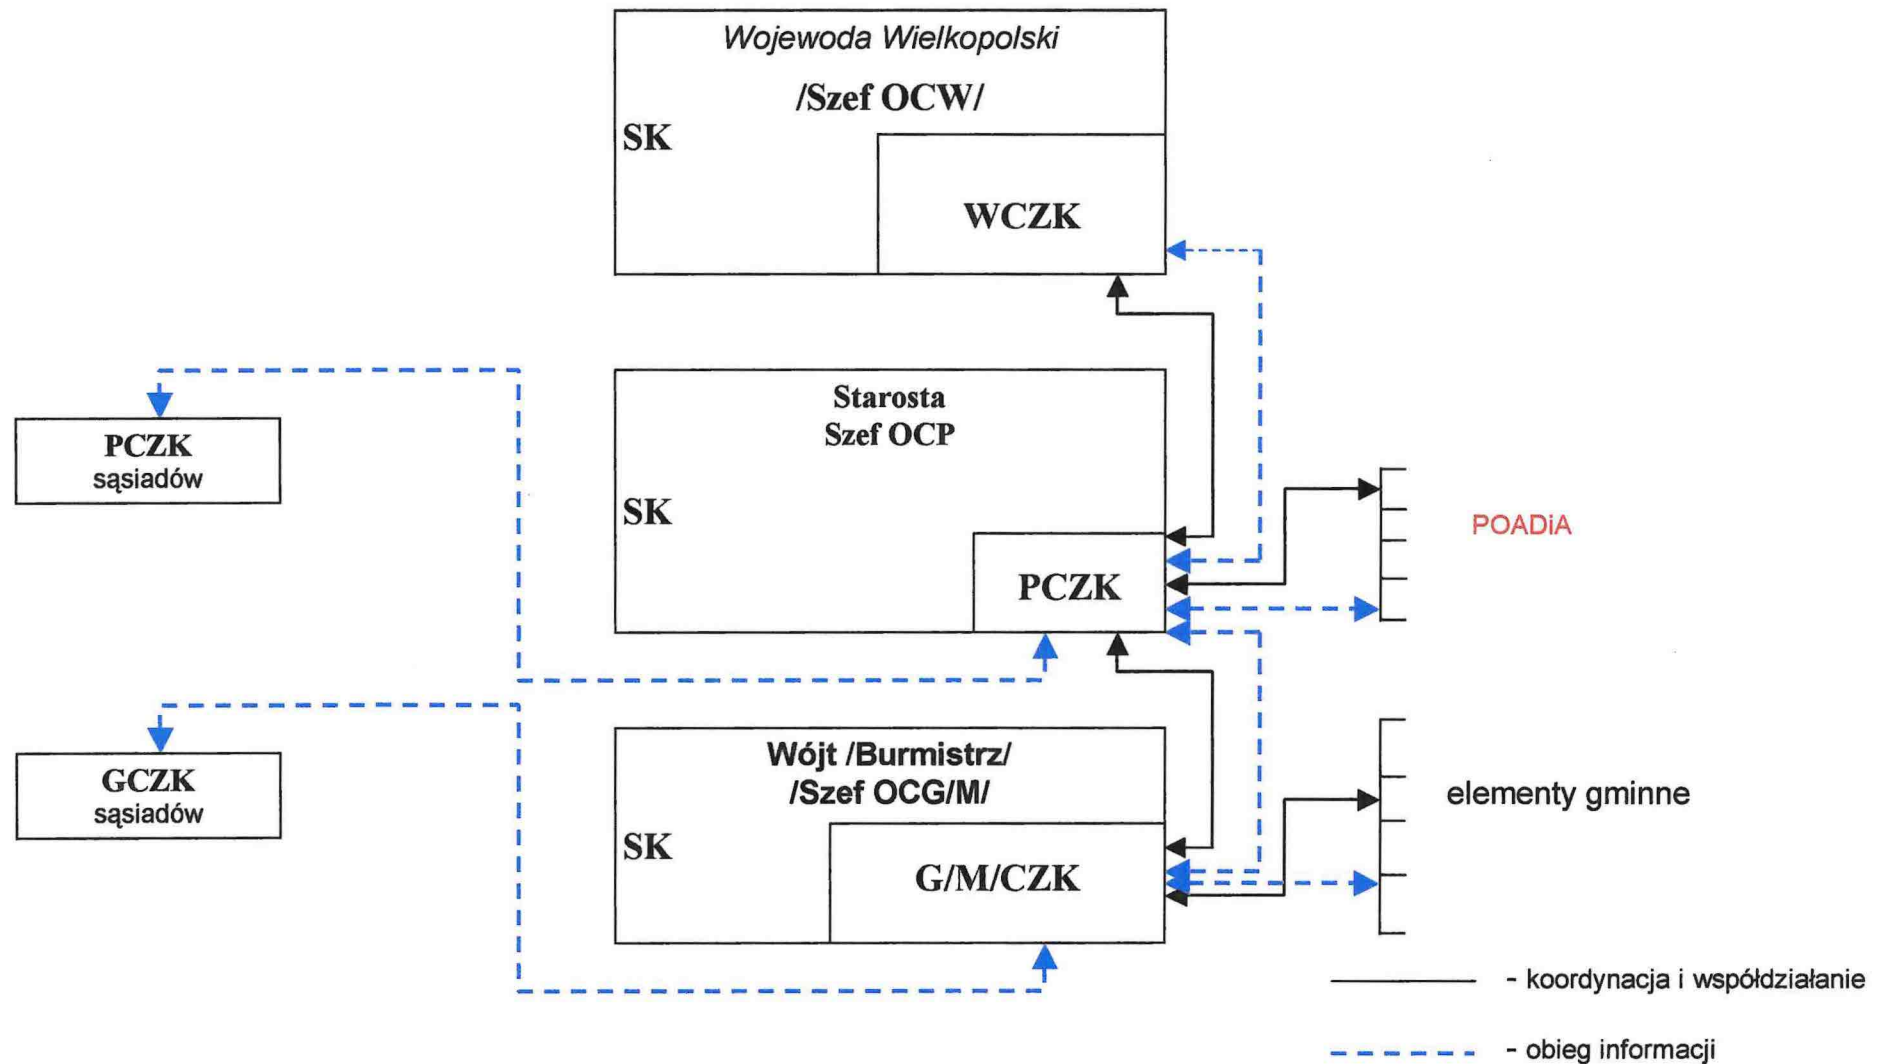 Wojewoda Wielkopolski
/Szef OCW/
SK
WCZK
Starosta
Szef OCP
PCZK
sąsiadów
SK
POADiA
PCZK
Wójt /Burmistrz/
/Szef OCG/M/
GCZK
sąsiadów
elementy gminne
SK
G/M/CZK
- koordynacja i współdziałanie
- obieg informacji